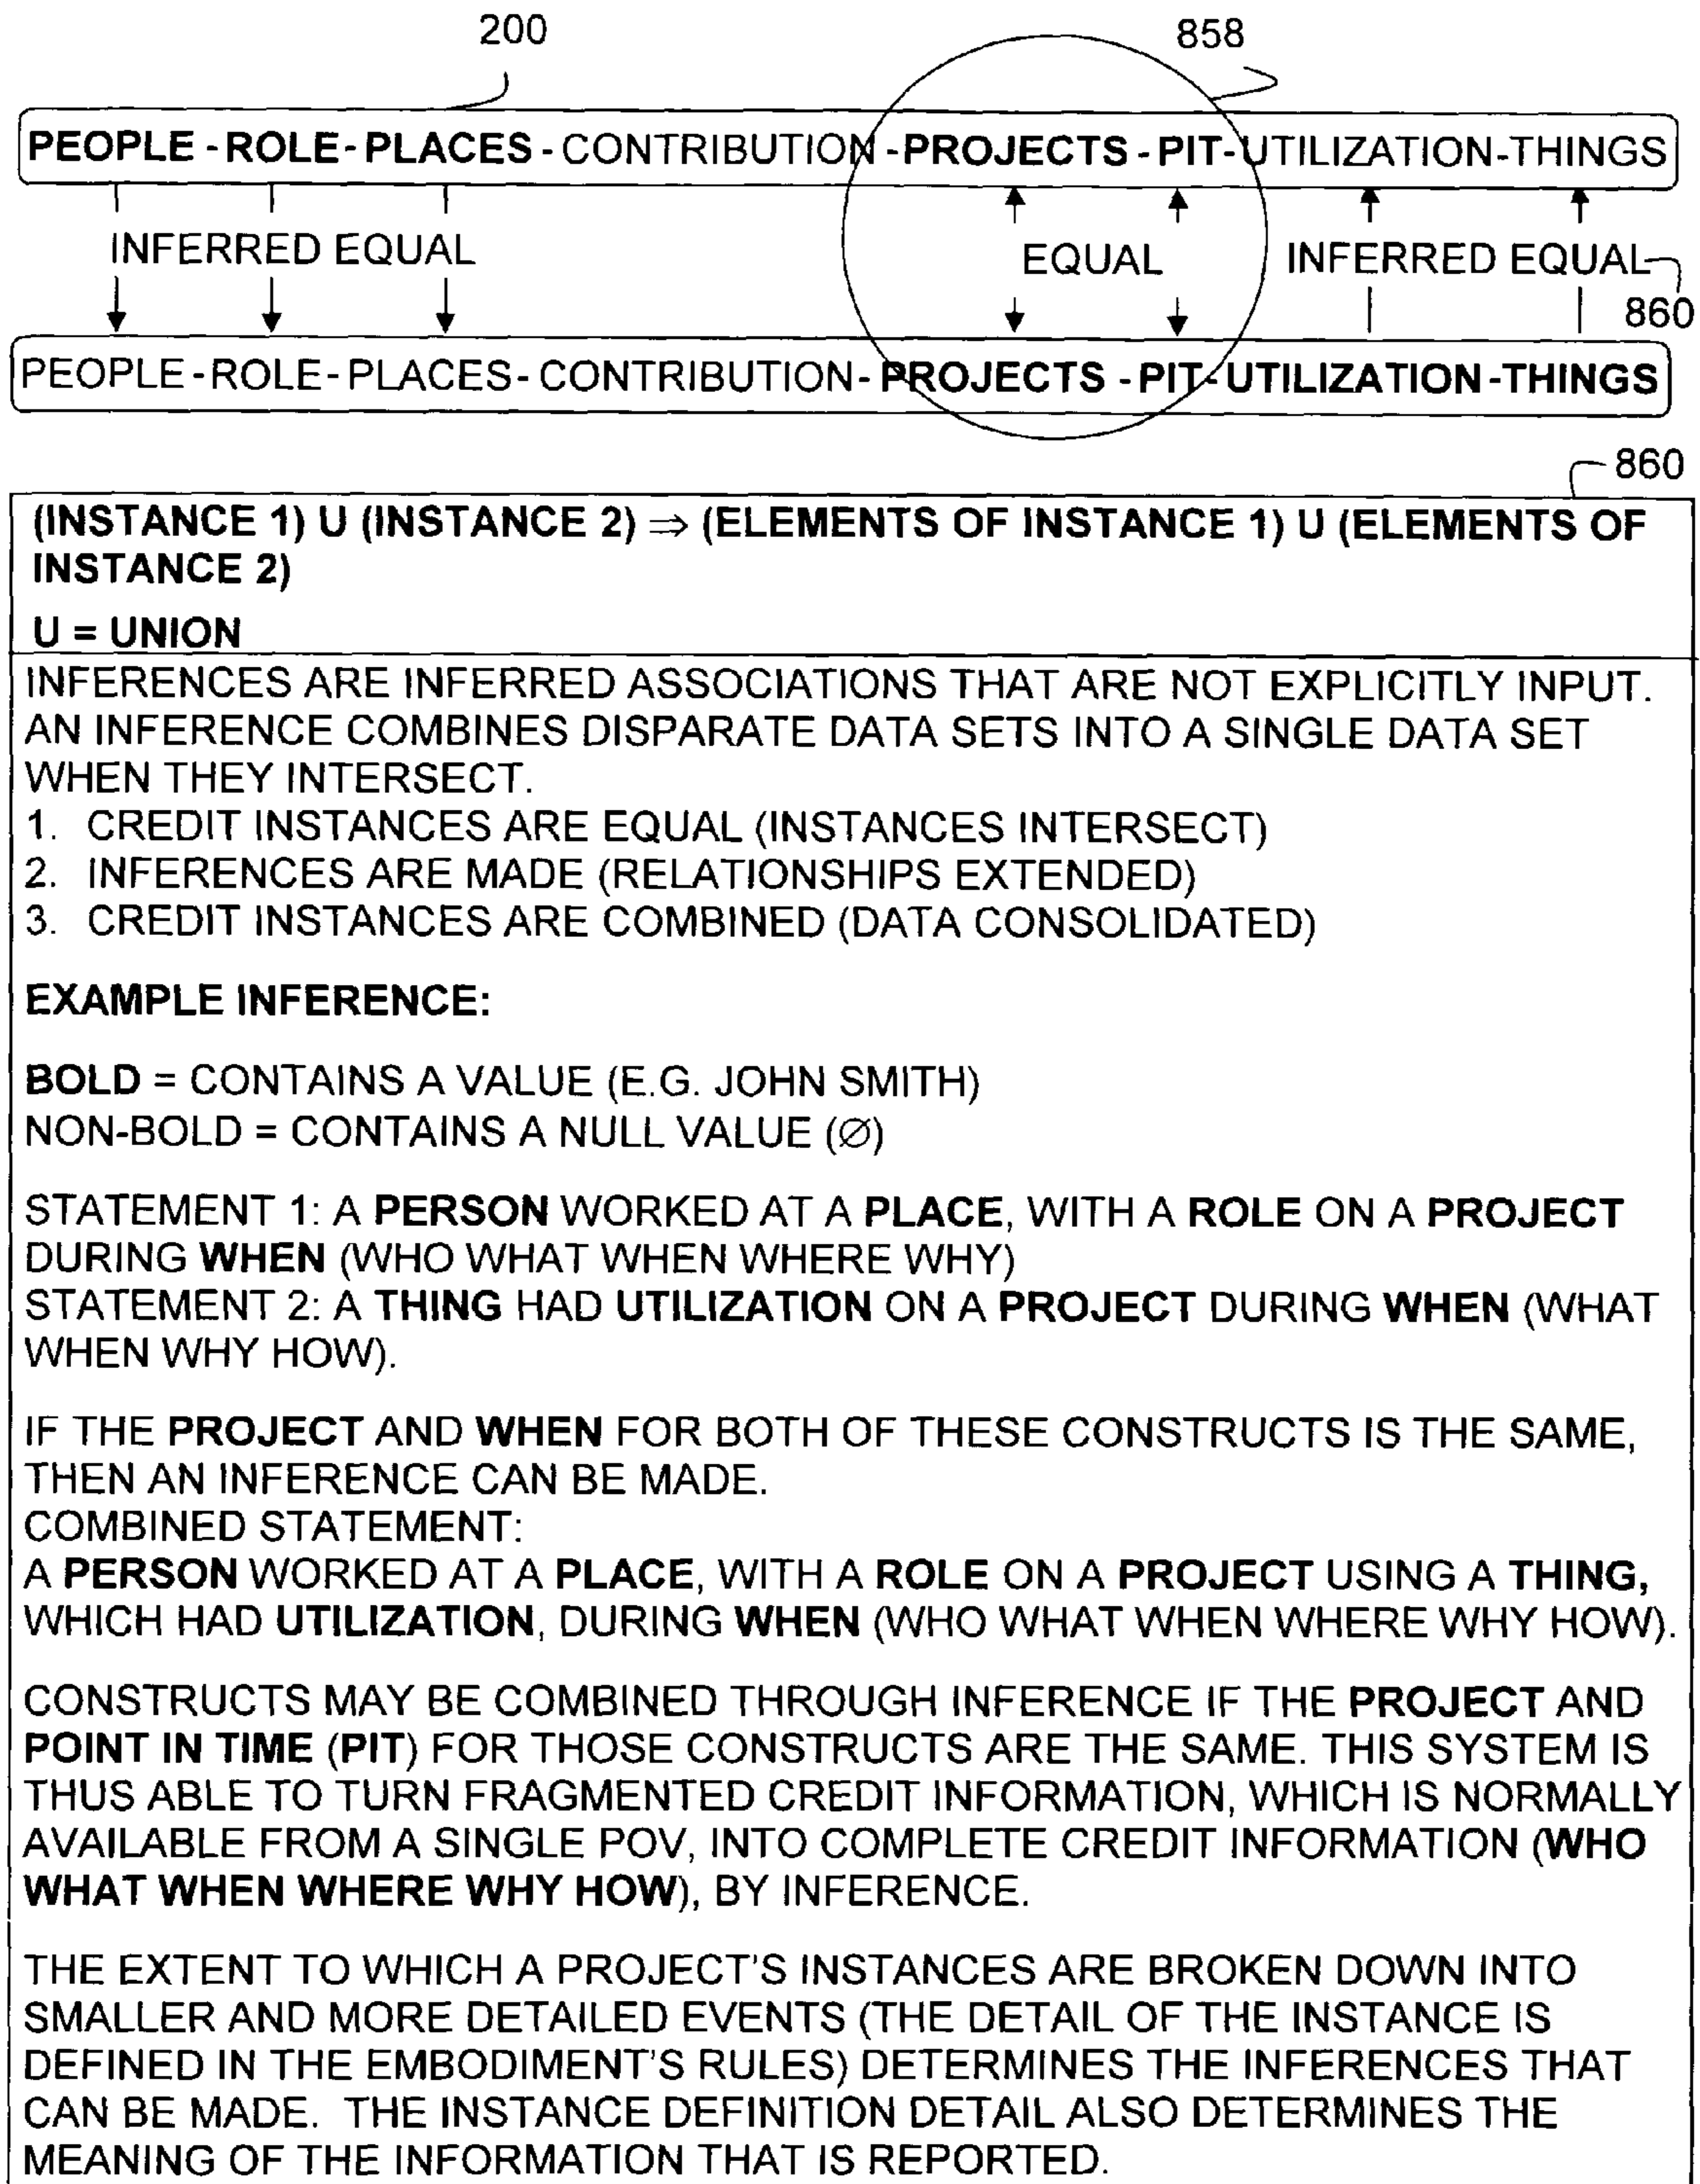 200
858
PEOPLE - ROLE- PLACES - CONTRIBUTION -PROJECTS - PIT-UTILIZATION-THINGS
INFERRED EQUAL
EQUAL
INFERRED EQUAL
860
PEOPLE-ROLE- PLACES- CONTRIBUTION- PROJECTS -PIT-UTILIZATION-THINGS
860
(INSTANCE 1) U (INSTANCE 2) ⇒ (ELEMENTS OF INSTANCE 1) U (ELEMENTS OF
INSTANCE 2)
U = UNION
INFERENCES ARE INFERRED ASSOCIATIONS THAT ARE NOT EXPLICITLY INPUT.
AN INFERENCE COMBINES DISPARATE DATA SETS INTO A SINGLE DATA SET
WHEN THEY INTERSECT.
1. CREDIT INSTANCES ARE EQUAL (INSTANCES INTERSECT)
2. INFERENCES ARE MADE (RELATIONSHIPS EXTENDED)
3. CREDIT INSTANCES ARE COMBINED (DATA CONSOLIDATED)
EXAMPLE INFERENCE:
BOLD = CONTAINS A VALUE (E.G. JOHN SMITH)
NON-BOLD = CONTAINS A NULL VALUE (∅)
STATEMENT 1: A PERSON WORKED AT A PLACE, WITH A ROLE ON A PROJECT
DURING WHEN (WHO WHAT WHEN WHERE WHY)
STATEMENT 2: A THING HAD UTILIZATION ON A PROJECT DURING WHEN (WHAT
WHEN WHY HOW).
IF THE PROJECT AND WHEN FOR BOTH OF THESE CONSTRUCTS IS THE SAME,
THEN AN INFERENCE CAN BE MADE.
COMBINED STATEMENT:
A PERSON WORKED AT A PLACE, WITH A ROLE ON A PROJECT USING A THING,
WHICH HAD UTILIZATION, DURING WHEN (WHO WHAT WHEN WHERE WHY HOW).
CONSTRUCTS MAY BE COMBINED THROUGH INFERENCE IF THE PROJECT AND
POINT IN TIME (PIT) FOR THOSE CONSTRUCTS ARE THE SAME. THIS SYSTEM IS
THUS ABLE TO TURN FRAGMENTED CREDIT INFORMATION, WHICH IS NORMALLY
AVAILABLE FROM A SINGLE POV, INTO COMPLETE CREDIT INFORMATION (WHO
WHAT WHEN WHERE WHY HOW), BY INFERENCE.
THE EXTENT TO WHICH A PROJECT'S INSTANCES ARE BROKEN DOWN INTO
SMALLER AND MORE DETAILED EVENTS (THE DETAIL OF THE INSTANCE IS
DEFINED IN THE EMBODIMENT'S RULES) DETERMINES THE INFERENCES THAT
CAN BE MADE. THE INSTANCE DEFINITION DETAIL ALSO DETERMINES THE
MEANING OF THE INFORMATION THAT IS REPORTED.